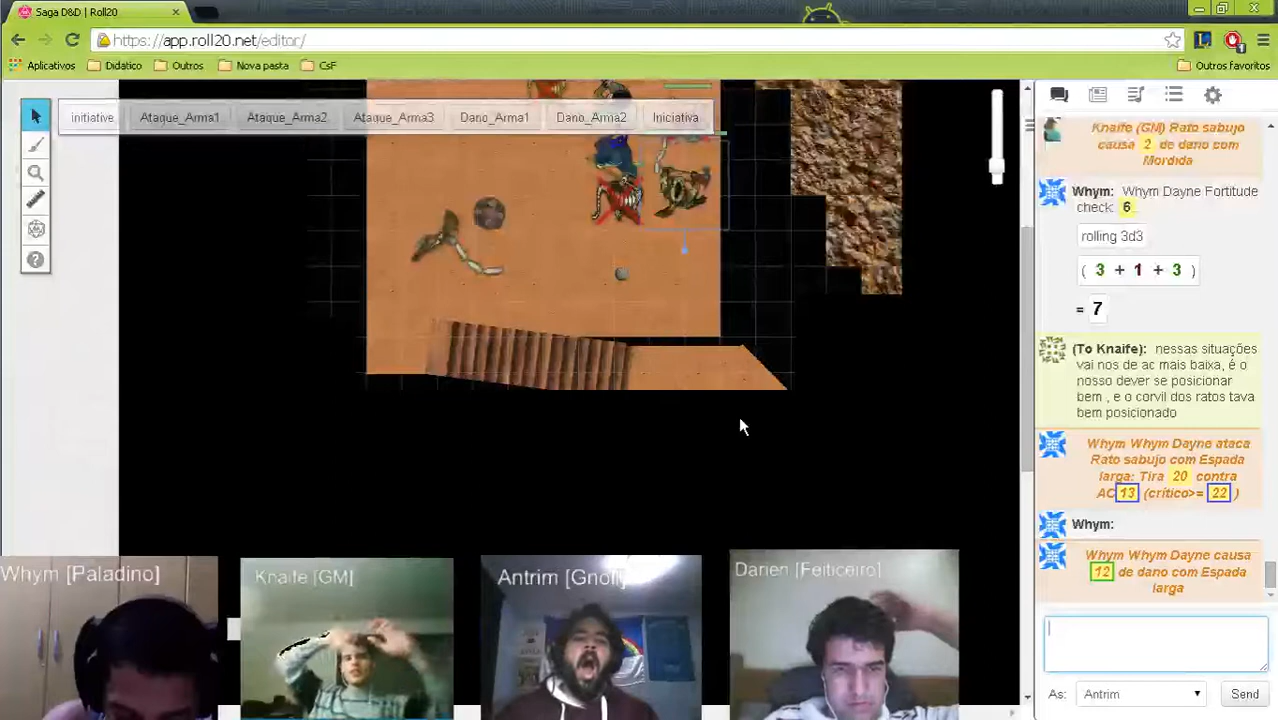 Saga D&D | Roll20
https://app.roll20.net/editor/
Aplicativos
Didático
Outros
Nova pasta
CsF
Outros favoritos
initiative
Ataque_Arma1
Ataque_Arma2
Ataque_Arma3
Dano_Arma1
Dano_Arma2
Iniciativa
Knaife (GM) Rato sabujo
causa 2 de dano com
Mordida
Whym: Whym Dayne Fortitude
check: 6
rolling 3d3
( 3 + 1 + 3 )
= 7
(To Knaife): nessas situações
vai nos de ac mais baixa, é o
nosso dever se posicionar
bem , e o corvil dos ratos tava
bem posicionado
Whym Whym Dayne ataca
Rato sabujo com Espada
larga: Tira 20 contra
AC 13 (crítico>= 22 )
Whym:
Whym Whym Dayne causa
12 de dano com Espada
larga
As: Antrim
Send
Whym [Paladino]
Knaife [GM]
Antrim [Gnoll]
Darien [Feiticeiro]